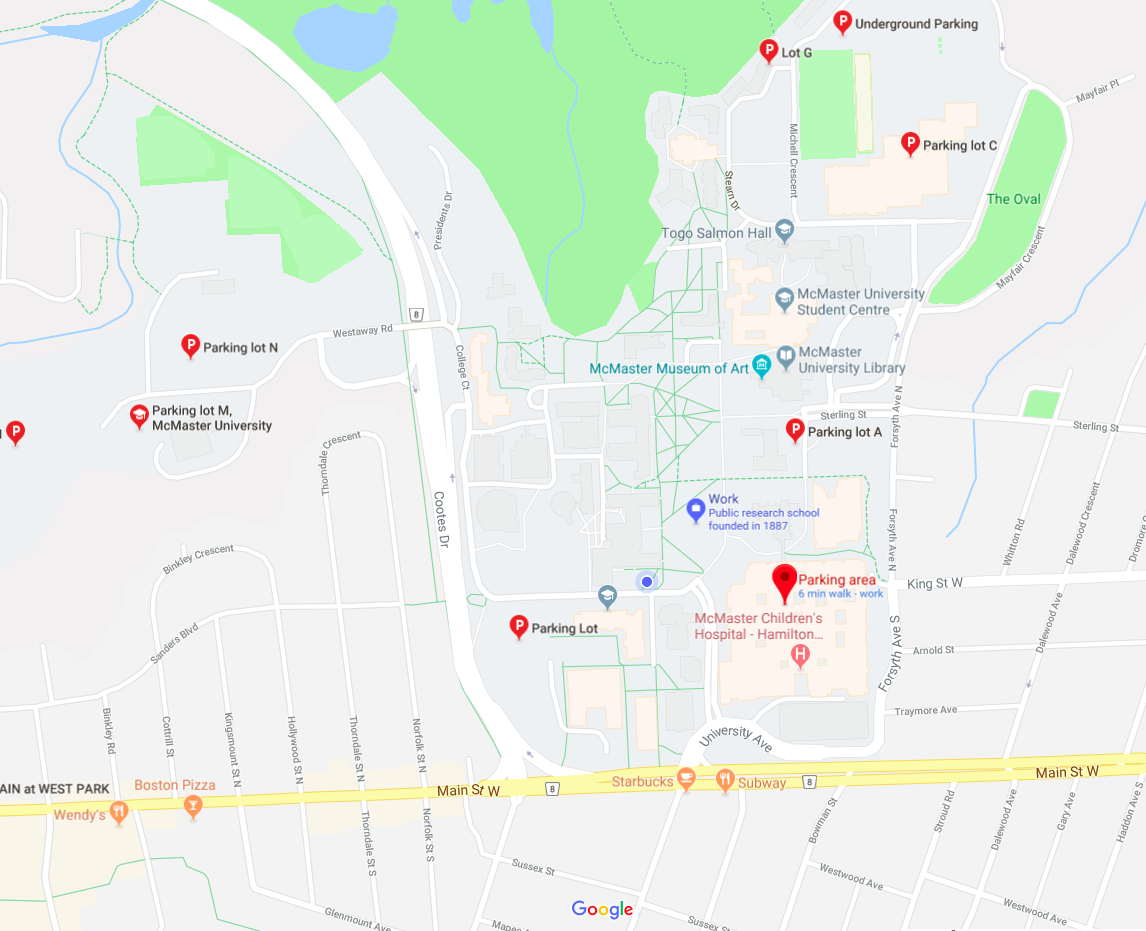 Underground Parking
Lot G
Mayfair Pl
Michell Crescent
Parking lot C
Stearn Dr
The Oval
Presidents Dr
Togo Salmon Hall
Mayfair Crescent
McMaster University
Student Centre
8
Westaway Rd
Parking lot N
College Ct
McMaster
University Library
McMaster Museum of Art
Forsyth Ave N
Parking lot M,
McMaster University
Sterling St
Sterling St
Parking lot A
Thorndale Crescent
Cootes Dr
Work
Public research school
founded in 1887
Forsyth Ave N
Whitton Rd
Dalewood Crescent
Binkley Crescent
King St W
Parking area
6 min walk - work
McMaster Children's
Hospital - Hamilton...
H
Parking Lot
Sanders Blvd
Forsyth Ave S
Dalewood Ave
Arnold St
Traymore Ave
Binkley Rd
Cottrill St
Kingsmount St N
Hollywood St N
Thorndale St N
Norfolk St N
University Ave
Main St W
Main St W
8
8
Starbucks
Subway
AIN at WEST PARK
Boston Pizza
Wendy's
Thorndale St S
Norfolk St S
Bowman St
Stroud Rd
Dalewood Ave
Gary Ave
Haddon Ave S
Sussex St
Westwood Ave
Westwood Ave
Glenmount Ave
Google
Sussex St